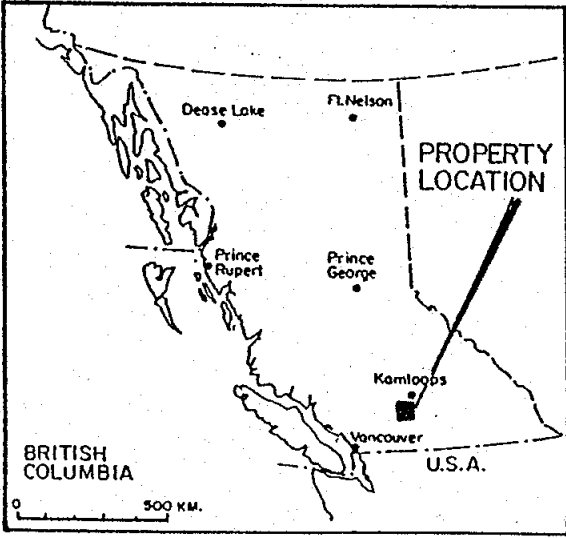 Dease Lake
Ft.Nelson
PROPERTY
LOCATION
Prince
Rupert
Prince
George
Kamloops
Vancouver
BRITISH
COLUMBIA
U.S.A.
0 500 KM.